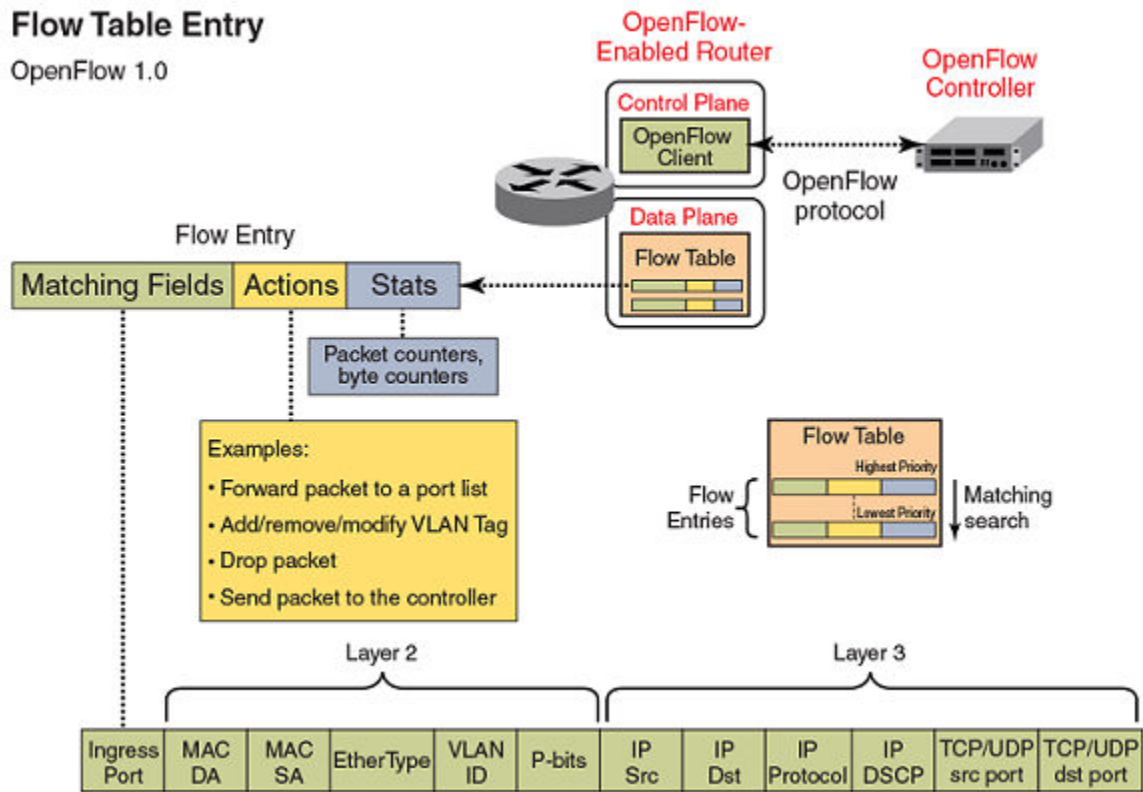 Flow Table Entry
OpenFlow 1.0
OpenFlow-
Enabled Router
OpenFlow
Controller
Control Plane
OpenFlow
Client
OpenFlow
protocol
Data Plane
Flow Table
Flow Entry
Matching Fields
Actions
Stats
Packet counters,
byte counters
Examples:
• Forward packet to a port list
• Add/remove/modify VLAN Tag
• Drop packet
• Send packet to the controller
Flow Table
Highest Priority
Lowest Priority
Flow
Entries
Matching
search
Layer 2
Layer 3
Ingress
Port
MAC
DA
MAC
SA
EtherType
VLAN
ID
P-bits
IP
Src
IP
Dst
IP
Protocol
IP
DSCP
TCP/UDP
src port
TCP/UDP
dst port